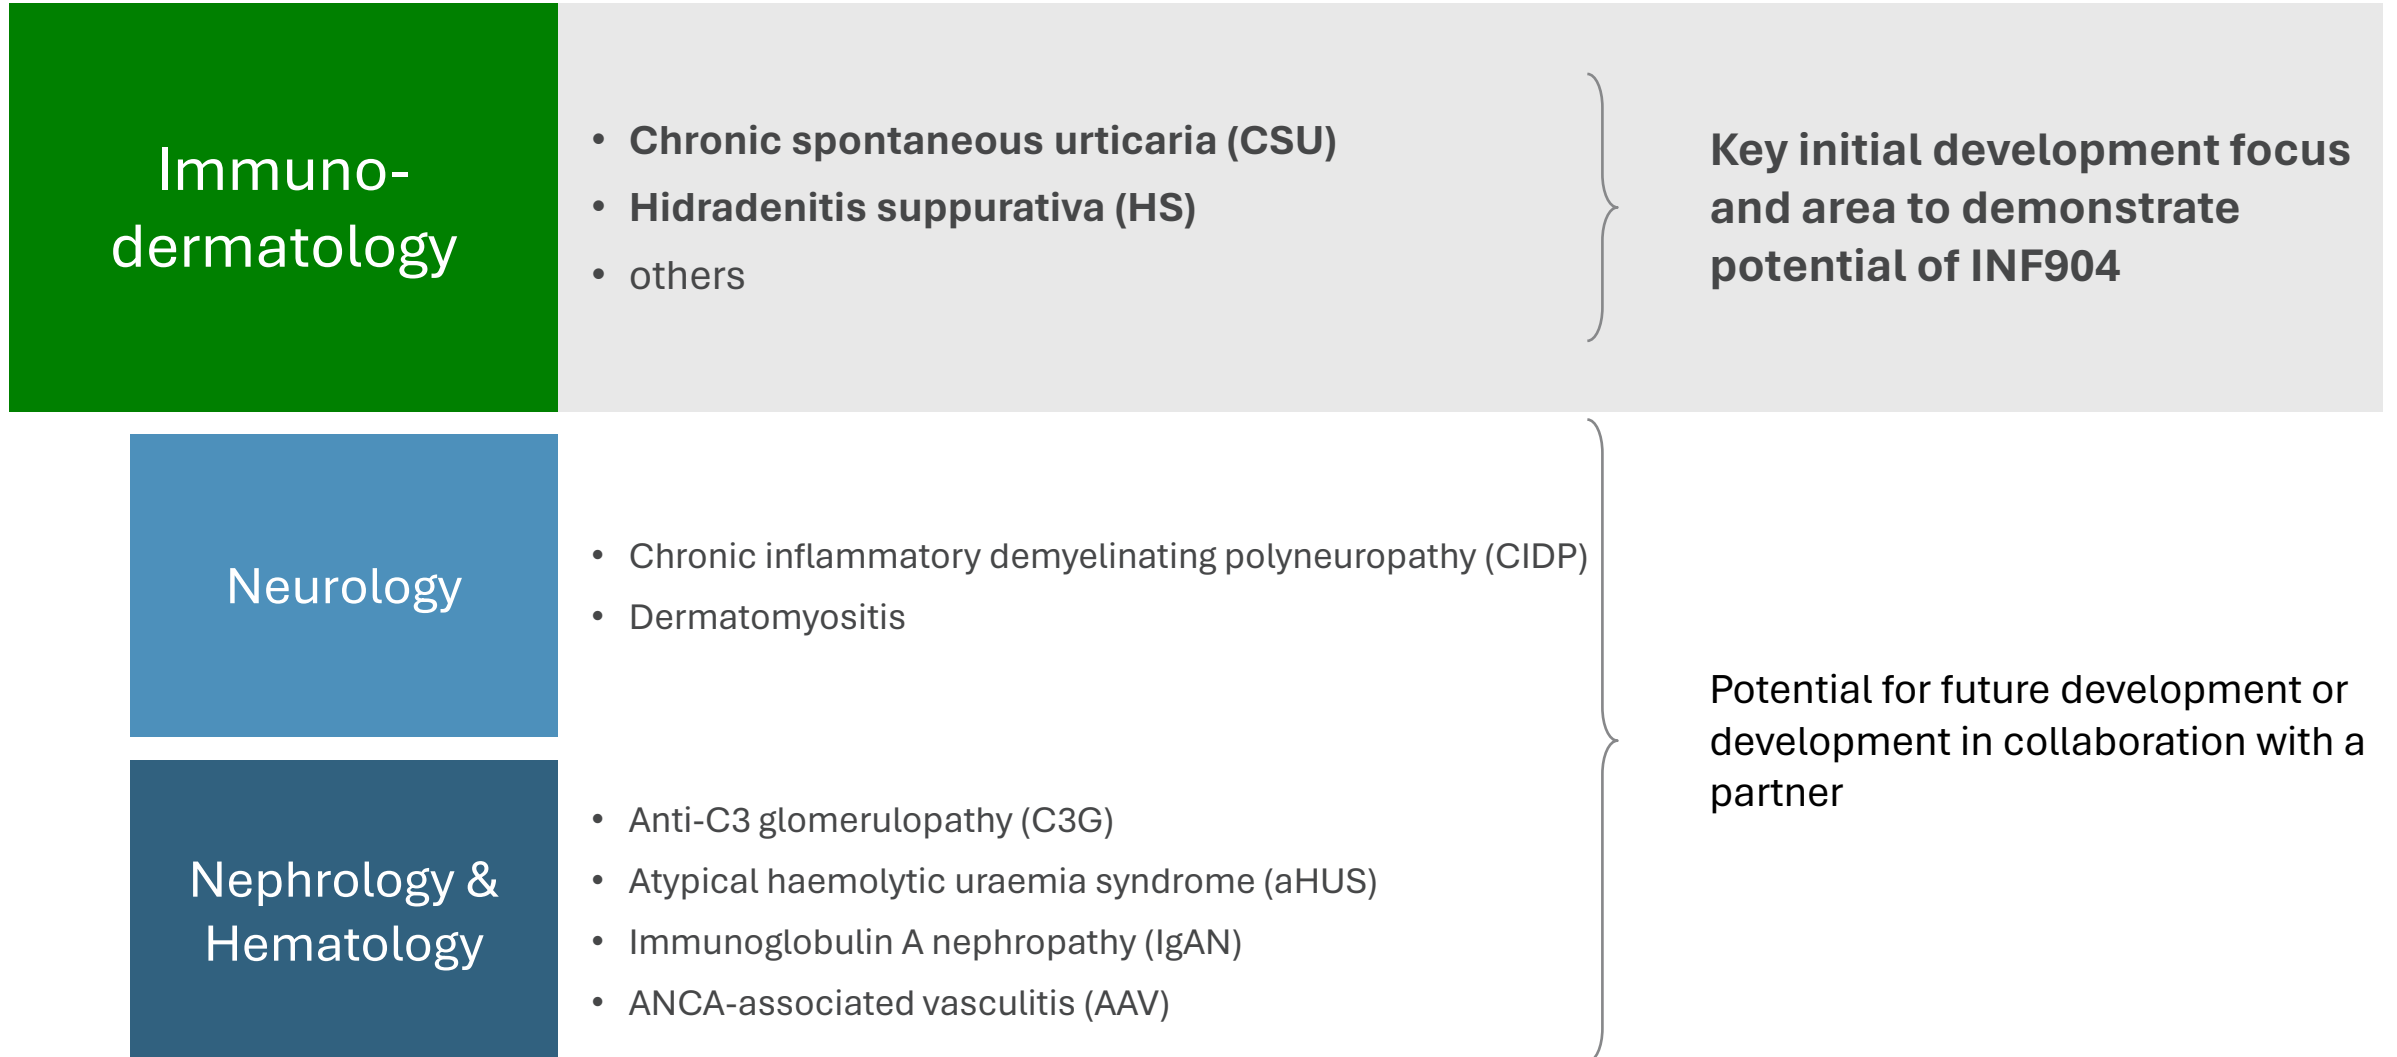 Immuno-
dermatology
• Chronic spontaneous urticaria (CSU)
• Hidradenitis suppurativa (HS)
• others
Key initial development focus
and area to demonstrate
potential of INF904
Neurology
• Chronic inflammatory demyelinating polyneuropathy (CIDP)
• Dermatomyositis
Nephrology &
Hematology
• Anti-C3 glomerulopathy (C3G)
• Atypical haemolytic uraemia syndrome (aHUS)
• Immunoglobulin A nephropathy (IgAN)
• ANCA-associated vasculitis (AAV)
Potential for future development or
development in collaboration with a
partner